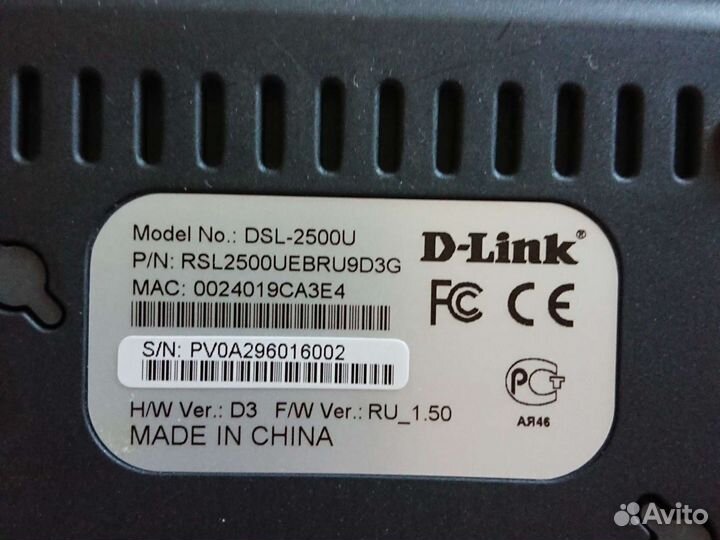 Model No.: DSL-2500U
P/N: RSL2500UEBRU9D3G
MAC: 0024019CA3E4
S/N: PV0A296016002
H/W Ver.: D3 F/W Ver.: RU_1.50
MADE IN CHINA
D-Link®
FC CE
PCT
АЯ46
Avito